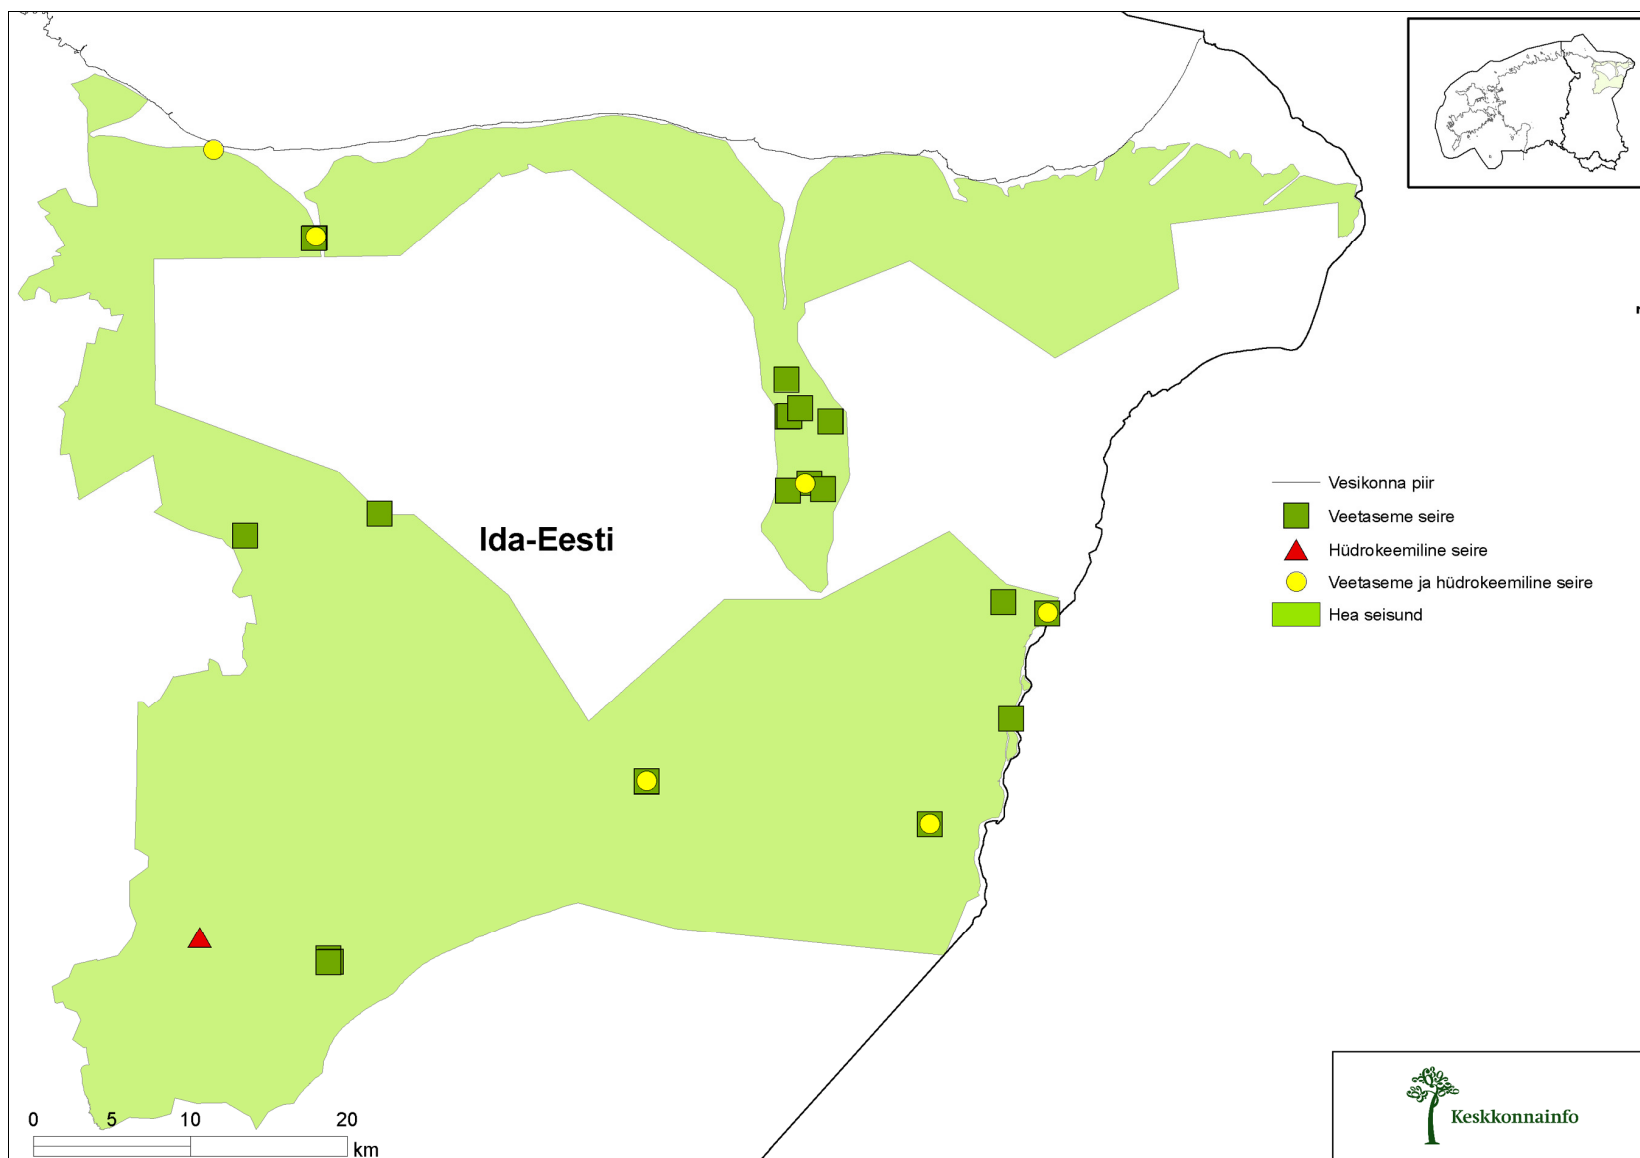 Ida-Eesti
Vesikonna piir
Veetaseme seire
Hüdrokeemiline seire
Veetaseme ja hüdrokeemiline seire
Hea seisund
0 5 10 20
km
Keskkonnainfo